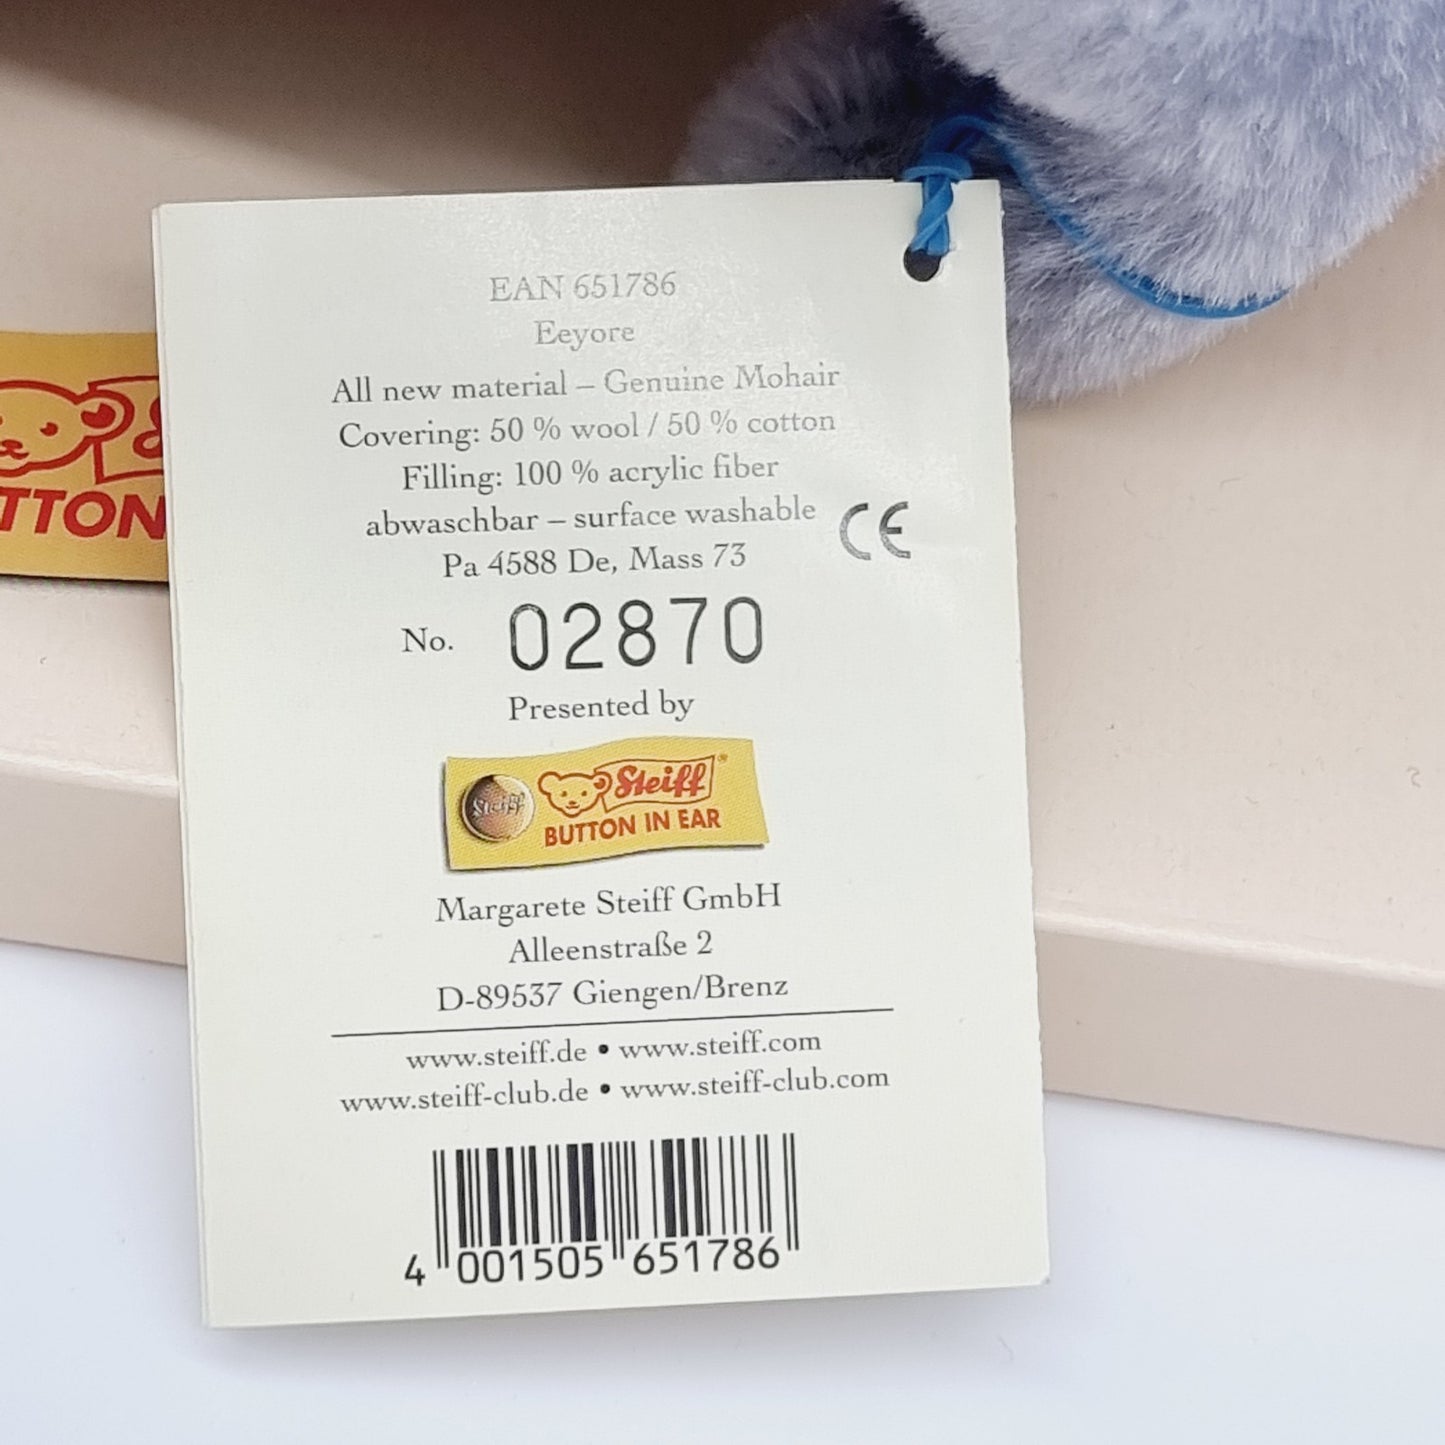 EAN 651786
Eeyore
All new material – Genuine Mohair
Covering: 50 % wool / 50 % cotton
Filling: 100 % acrylic fiber
abwaschbar – surface washable
CE
Pa 4588 De, Mass 73
No. 02870
Presented by
Steiff Steiff®
BUTTON IN EAR
Margarete Steiff GmbH
Alleenstraße 2
D-89537 Giengen/Brenz
www.steiff.de • www.steiff.com
www.steiff-club.de • www.steiff-club.com
4 001505 651786
TTON